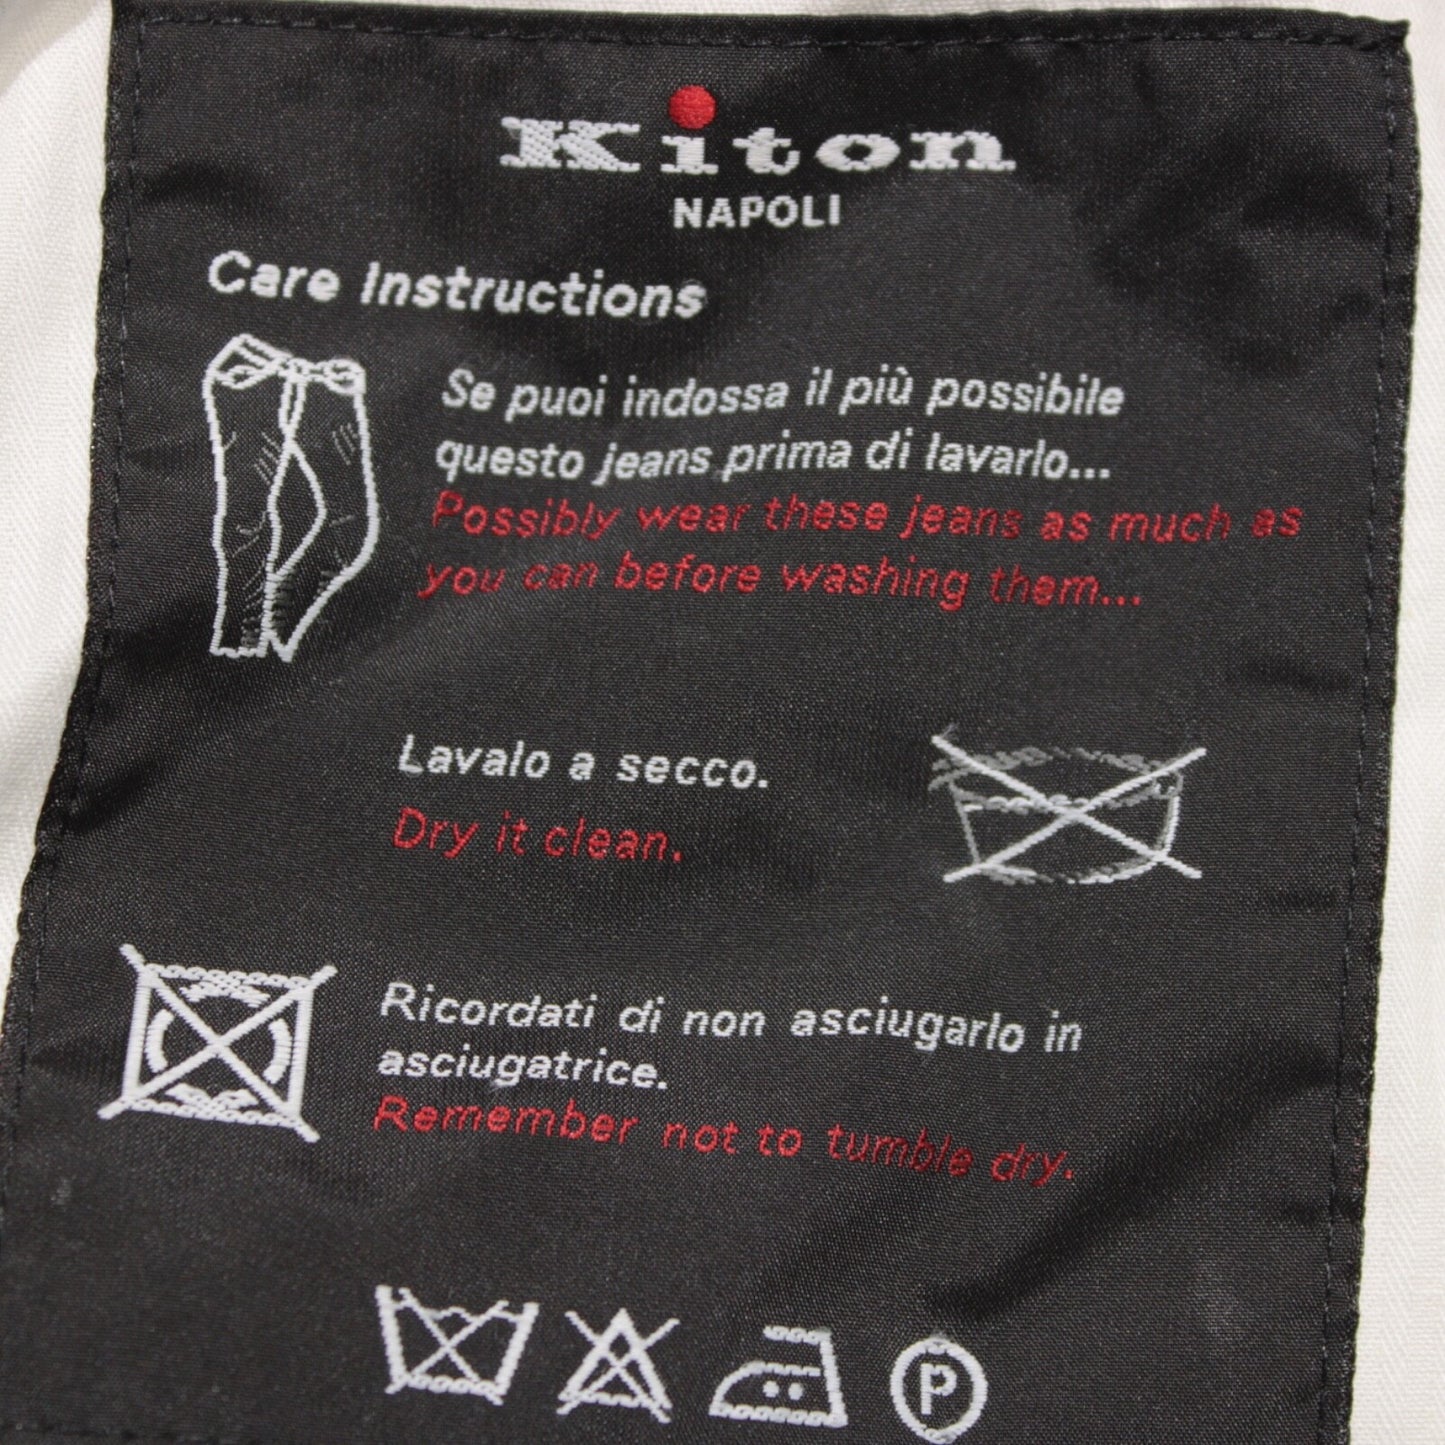 Kiton
NAPOLI
Care Instructions
Se puoi indossa il più possibile
questo jeans prima di lavarlo...
Possibly wear these jeans as much as
you can before washing them...
Lavalo a secco.
Dry it clean.
Ricordati di non asciugarlo in
asciugatrice.
Remember not to tumble dry.
P